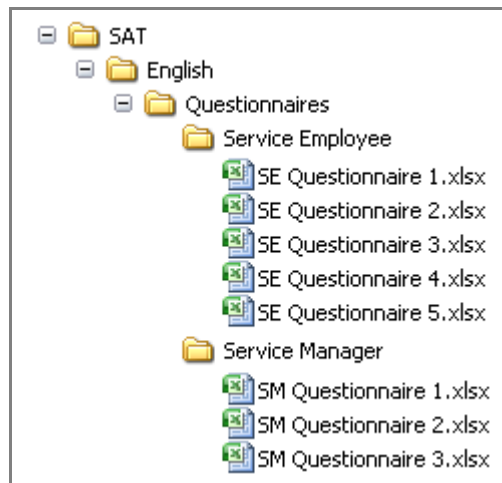 SAT
English
Questionnaires
Service Employee
SE Questionnaire 1.xlsx
SE Questionnaire 2.xlsx
SE Questionnaire 3.xlsx
SE Questionnaire 4.xlsx
SE Questionnaire 5.xlsx
Service Manager
SM Questionnaire 1.xlsx
SM Questionnaire 2.xlsx
SM Questionnaire 3.xlsx